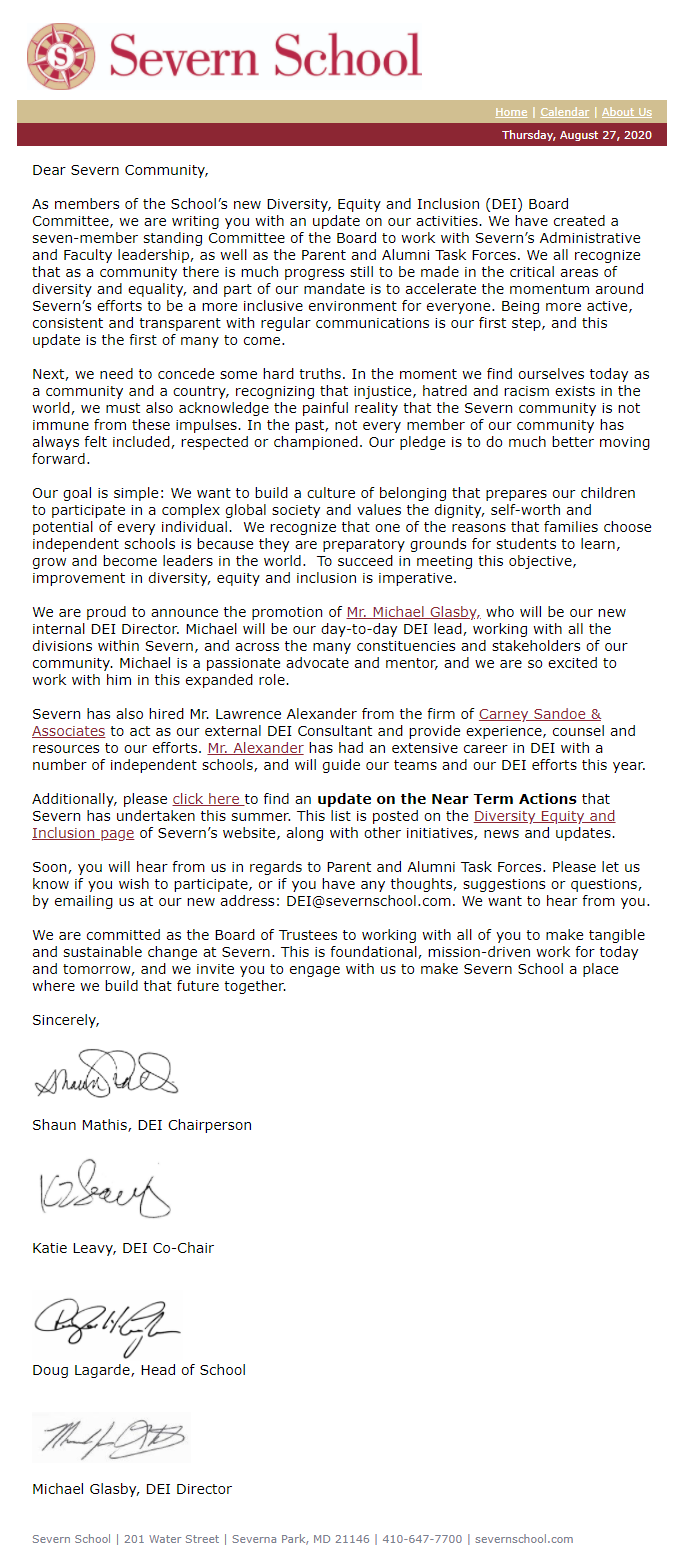 S
Severn School
Home | Calendar | About Us
Thursday, August 27, 2020
Dear Severn Community,
As members of the School's new Diversity, Equity and Inclusion (DEI) Board
Committee, we are writing you with an update on our activities. We have created a
seven-member standing Committee of the Board to work with Severn's Administrative
and Faculty leadership, as well as the Parent and Alumni Task Forces. We all recognize
that as a community there is much progress still to be made in the critical areas of
diversity and equality, and part of our mandate is to accelerate the momentum around
Severn's efforts to be a more inclusive environment for everyone. Being more active,
consistent and transparent with regular communications is our first step, and this
update is the first of many to come.
Next, we need to concede some hard truths. In the moment we find ourselves today as
a community and a country, recognizing that injustice, hatred and racism exists in the
world, we must also acknowledge the painful reality that the Severn community is not
immune from these impulses. In the past, not every member of our community has
always felt included, respected or championed. Our pledge is to do much better moving
forward.
Our goal is simple: We want to build a culture of belonging that prepares our children
to participate in a complex global society and values the dignity, self-worth and
potential of every individual.  We recognize that one of the reasons that families choose
independent schools is because they are preparatory grounds for students to learn,
grow and become leaders in the world.  To succeed in meeting this objective,
improvement in diversity, equity and inclusion is imperative.
We are proud to announce the promotion of Mr. Michael Glasby, who will be our new
internal DEI Director. Michael will be our day-to-day DEI lead, working with all the
divisions within Severn, and across the many constituencies and stakeholders of our
community. Michael is a passionate advocate and mentor, and we are so excited to
work with him in this expanded role.
Severn has also hired Mr. Lawrence Alexander from the firm of Carney Sandoe &
Associates to act as our external DEI Consultant and provide experience, counsel and
resources to our efforts. Mr. Alexander has had an extensive career in DEI with a
number of independent schools, and will guide our teams and our DEI efforts this year.
Additionally, please click here to find an update on the Near Term Actions that
Severn has undertaken this summer. This list is posted on the Diversity Equity and
Inclusion page of Severn's website, along with other initiatives, news and updates.
Soon, you will hear from us in regards to Parent and Alumni Task Forces. Please let us
know if you wish to participate, or if you have any thoughts, suggestions or questions,
by emailing us at our new address: DEI@severnschool.com. We want to hear from you.
We are committed as the Board of Trustees to working with all of you to make tangible
and sustainable change at Severn. This is foundational, mission-driven work for today
and tomorrow, and we invite you to engage with us to make Severn School a place
where we build that future together.
Sincerely,
Shaun Mathis, DEI Chairperson
Katie Leavy, DEI Co-Chair
Doug Lagarde, Head of School
Michael Glasby, DEI Director
Severn School | 201 Water Street | Severna Park, MD 21146 | 410-647-7700 | severnschool.com